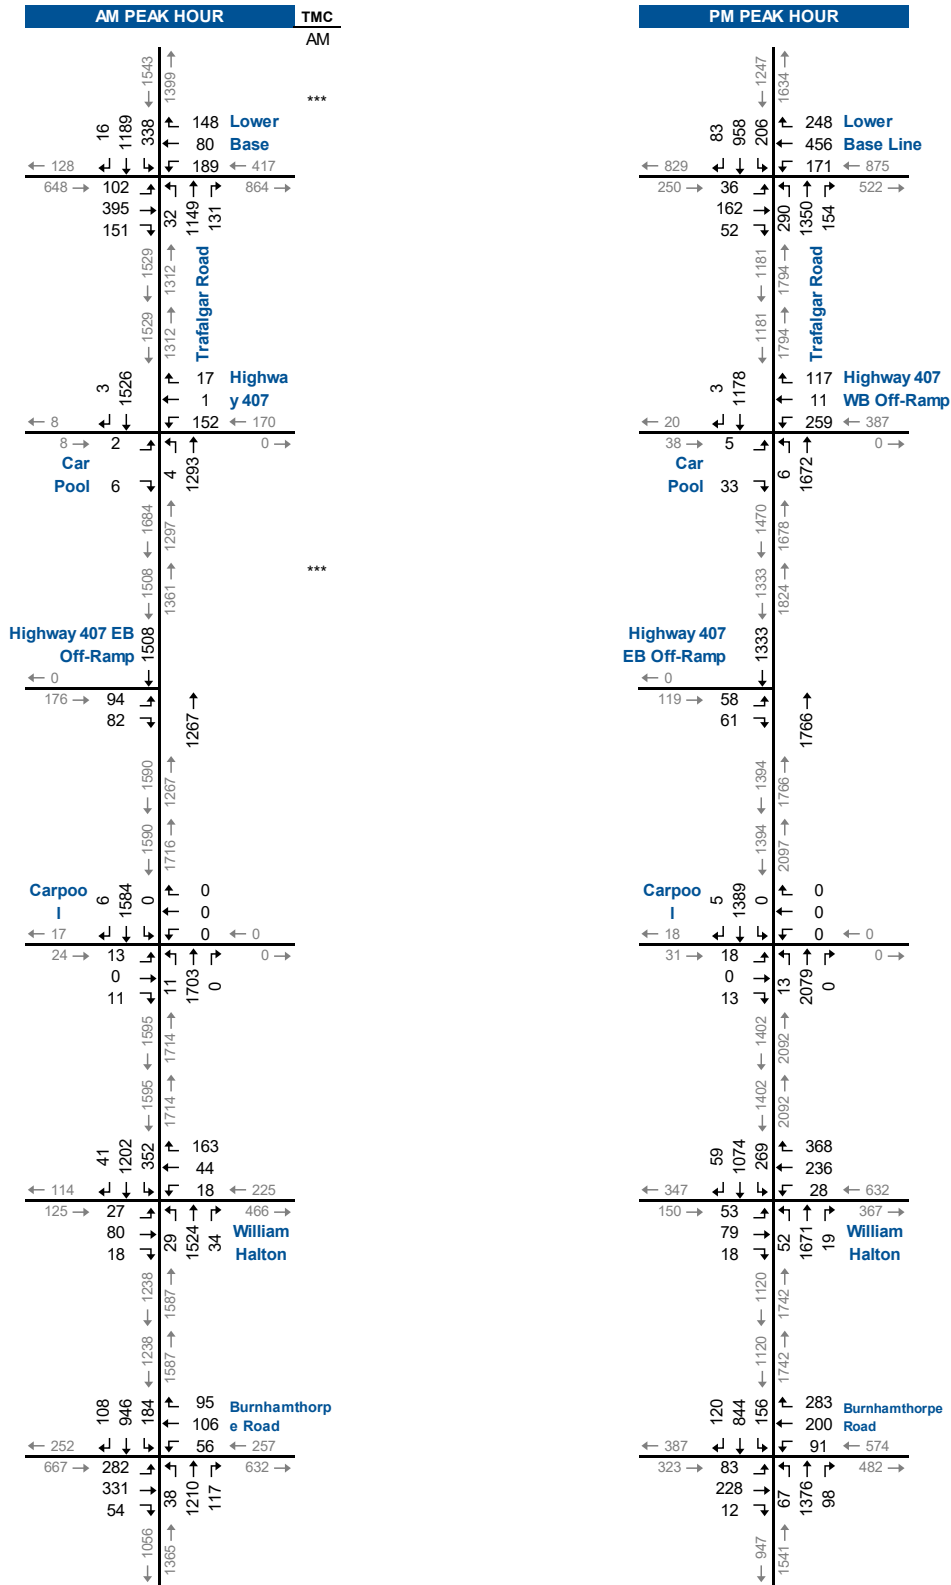 AM PEAK HOUR TMC PM PEAK HOUR
AM
← 1543 1399 → ← 1247 1634 →
***
16 1189 338 148 Lower 83 958 206 248 Lower
80 Base 456 Base Line
← 128 189 ← 417 ← 829 171 ← 875
648 → 102 864 → 250 → 36 522 →
395 32 1149 131 162 290 1350 154
151 52
← 1529 1312 → Trafalgar Road ← 1181 1794 → Trafalgar Road
← 1529 1312 → ← 1181 1794 →
3 1526 17 Highwa 3 1178 117 Highway 407
1 y 407 11 WB Off-Ramp
← 8 152 ← 170 ← 20 259 ← 387
8 → 2 0 → 38 → 5 0 →
Car 4 1293 Car 6 1672
Pool 6 Pool 33
← 1684 1297 → ← 1470 1678 →
← 1508 1361 → *** ← 1333 1824 →
Highway 407 EB 1508 Highway 407 1333
Off-Ramp EB Off-Ramp
← 0 ← 0
176 → 94 119 → 58
82 1267 → 61 1766 →
← 1590 1267 → ← 1394 1766 →
← 1590 1716 → ← 1394 2097 →
Carpoo 6 1584 0 0 Carpoo 5 1389 0 0
l 0 l 0
← 17 0 ← 0 ← 18 0 ← 0
24 → 13 0 → 31 → 18 0 →
0 11 1703 0 0 13 2079 0
11 13
← 1595 1714 → ← 1402 2092 →
← 1595 1714 → ← 1402 2092 →
41 1202 352 163 59 1074 269 368
44 236
← 114 18 ← 225 ← 347 28 ← 632
125 → 27 466 → 150 → 53 367 →
80 29 1524 34 William 79 52 1671 19 William
18 Halton 18 Halton
← 1238 1587 → ← 1120 1742 →
← 1238 1587 → ← 1120 1742 →
108 946 184 95 Burnhamthorp 120 844 156 283 Burnhamthorpe
106 e Road 200 Road
← 252 56 ← 257 ← 387 91 ← 574
667 → 282 632 → 323 → 83 482 →
331 38 1210 117 228 67 1376 98
54 12
← 1056 1365 → ← 947 1541 →